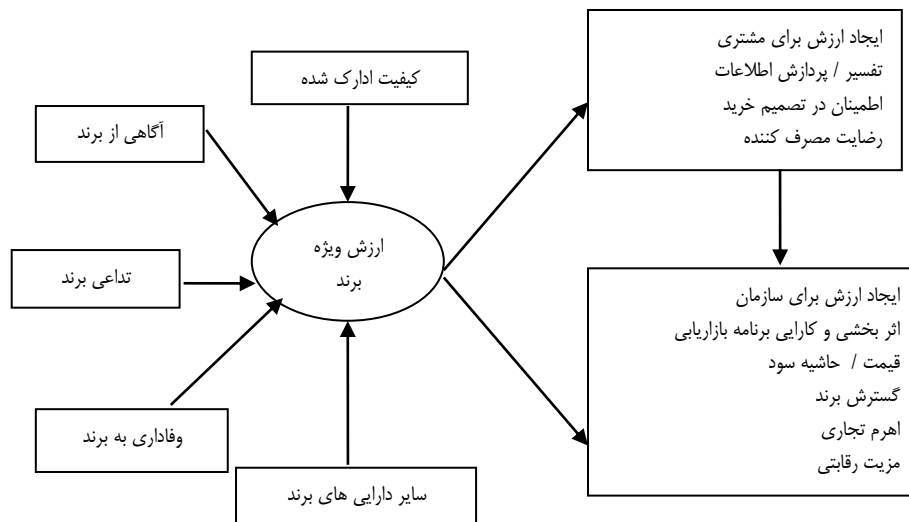 کیفیت ادارک شده
آگاهی از برند
تداعی برند
وفاداری به برند
سایر دارایی های برند
ارزش ویژه
برند
ایجاد ارزش برای مشتری
تفسیر / پردازش اطلاعات
اطمینان در تصمیم خرید
رضایت مصرف کننده
ایجاد ارزش برای سازمان
اثر بخشی و کارایی برنامه بازاریابی
قیمت / حاشیه سود
گسترش برند
اهرم تجاری
مزیت رقابتی